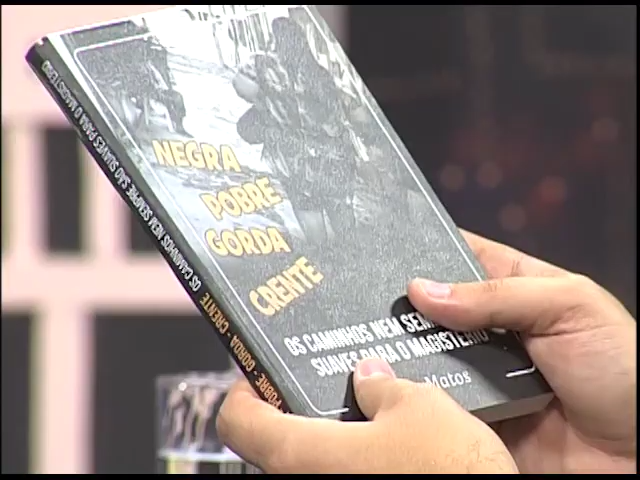 NEGRA
POBRE
GORDA
CRENTE
OS CAMINHOS NEM SEM
SUAVES PARA O MAGISTÉRIO
Matos
POBRE - GORDA - CRENTE OS CAMINHOS NEM SEMPRE SÃO SUAVES PARA O MAGISTÉRIO